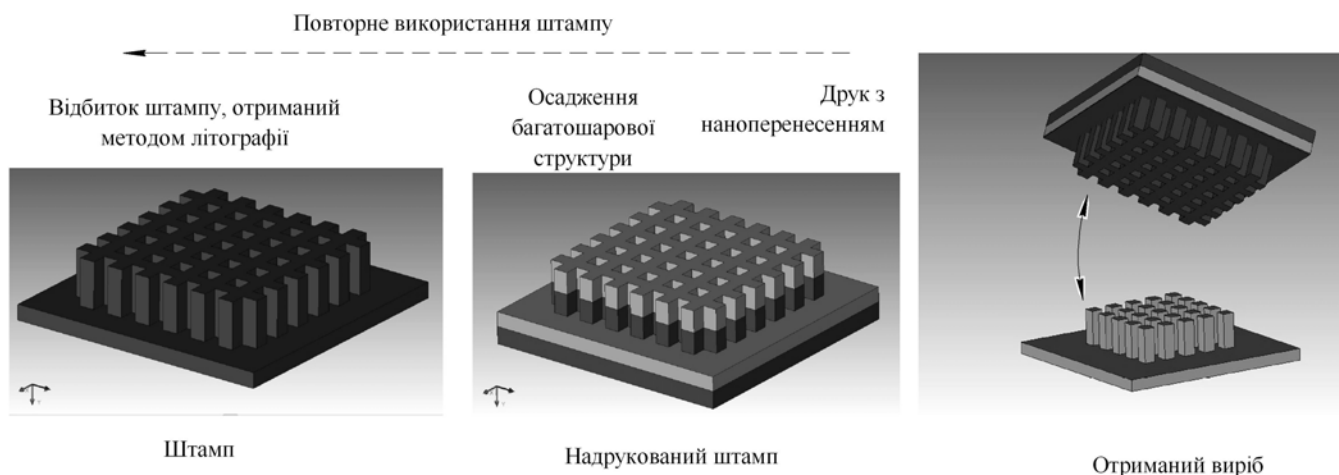 Повторне використання штампу
Відбиток штампу, отриманий
методом літографії
Осадження
багатошарової
структури
Друк з
наноперенесенням
Штамп
Надрукований штамп
Отриманий виріб